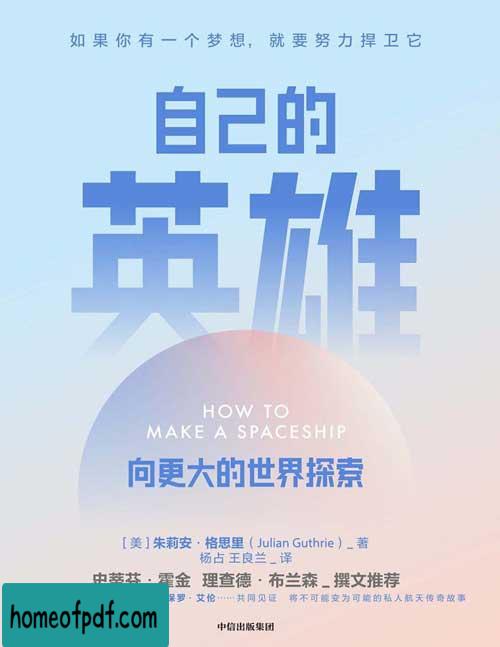 如果你有一个梦想，就要努力捍卫它
自己的
英雄
HOW TO
MAKE A SPACESHIP
向更大的世界探索
［美］朱莉安·格思里（Julian Guthrie）_ 著
杨占 王良兰 _ 译
史蒂芬·霍金 理查德·布兰森 _ 撰文推荐
保罗·艾伦……共同见证 将不可能变为可能的私人航天传奇故事
homeofpdf.com
中信出版集团